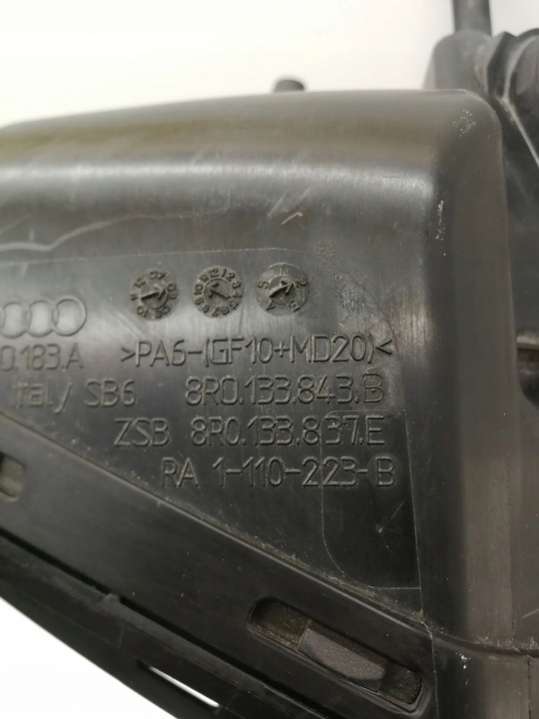 0.183.A >PA6-(GF10+MD20)<
Italy SB6 8R0.133.843.B
ZSB 8R0.133.837.E
RA 1-110-223-B